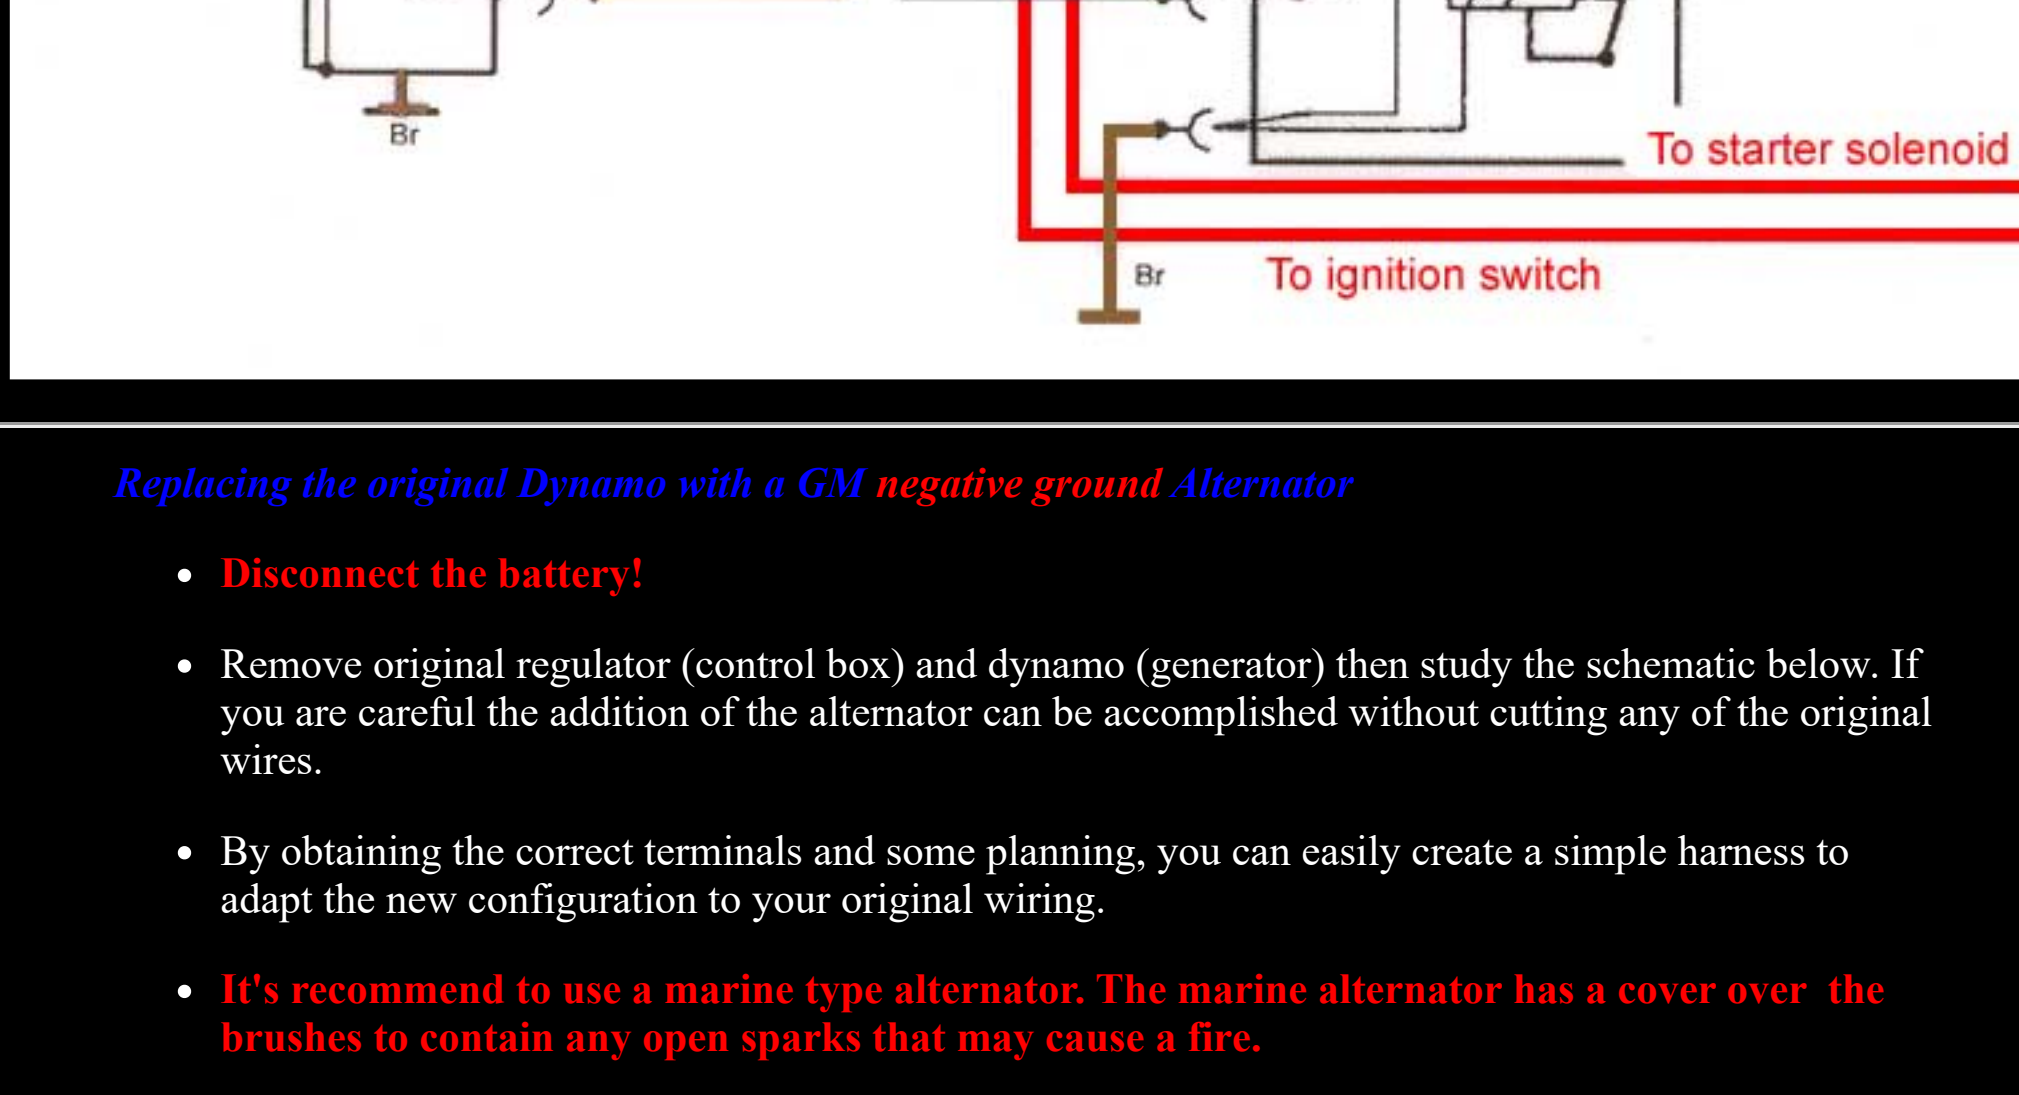 Br
To starter solenoid
Br
To ignition switch
Replacing the original Dynamo with a GM negative ground Alternator
Disconnect the battery!
Remove original regulator (control box) and dynamo (generator) then study the schematic below. If
you are careful the addition of the alternator can be accomplished without cutting any of the original
wires.
By obtaining the correct terminals and some planning, you can easily create a simple harness to
adapt the new configuration to your original wiring.
It's recommend to use a marine type alternator. The marine alternator has a cover over  the
brushes to contain any open sparks that may cause a fire.